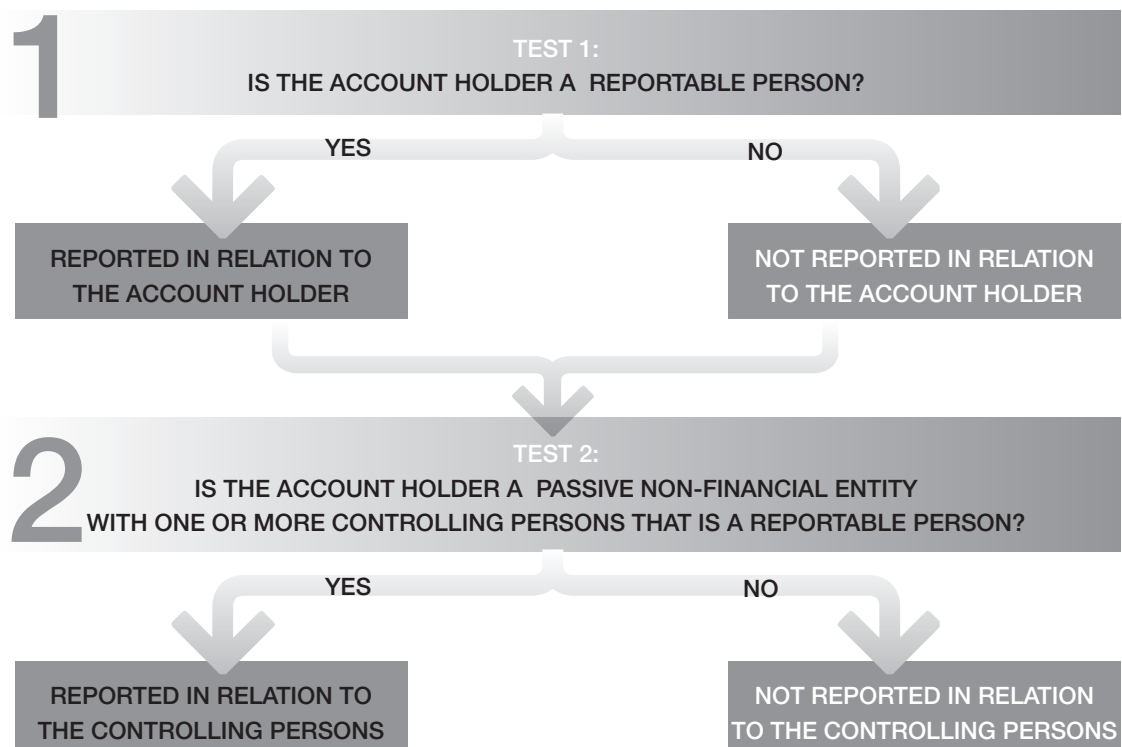 1
TEST 1:
IS THE ACCOUNT HOLDER A REPORTABLE PERSON?
YES
NO
REPORTED IN RELATION TO
THE ACCOUNT HOLDER
NOT REPORTED IN RELATION
TO THE ACCOUNT HOLDER
2
TEST 2:
IS THE ACCOUNT HOLDER A PASSIVE NON-FINANCIAL ENTITY
WITH ONE OR MORE CONTROLLING PERSONS THAT IS A REPORTABLE PERSON?
YES
NO
REPORTED IN RELATION TO
THE CONTROLLING PERSONS
NOT REPORTED IN RELATION
TO THE CONTROLLING PERSONS